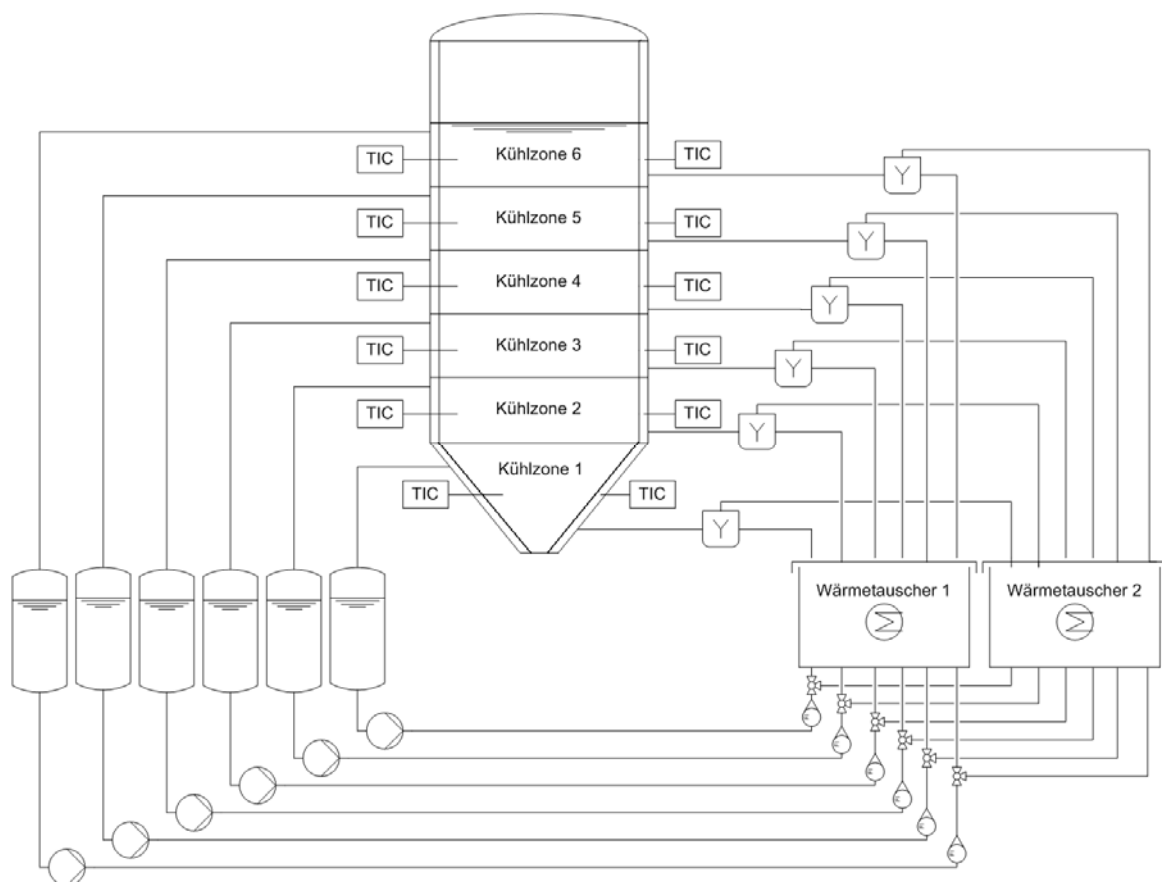 TIC Kühlzone 6 TIC
Y
TIC Kühlzone 5 TIC
Y
TIC Kühlzone 4 TIC
Y
TIC Kühlzone 3 TIC
Y
TIC Kühlzone 2 TIC
Y
Kühlzone 1
TIC TIC
Y
Wärmetauscher 1
Wärmetauscher 2